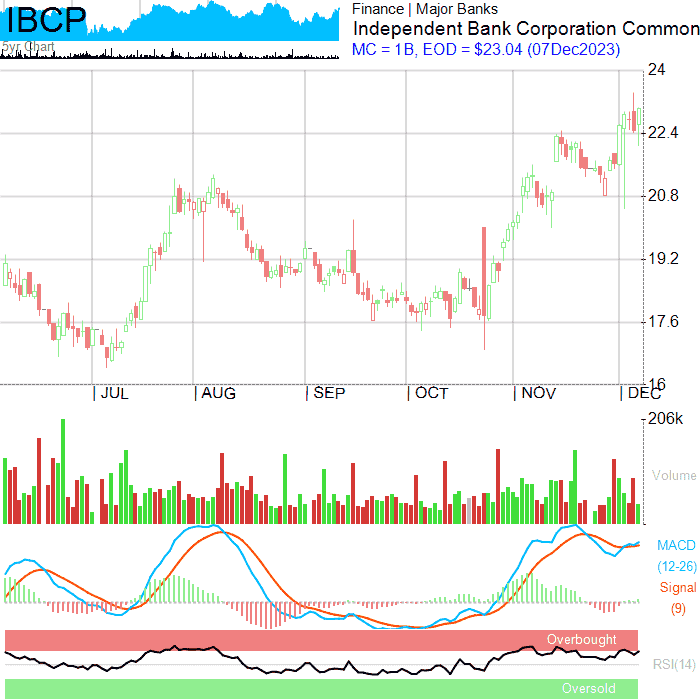 IBCP
5yr Chart
Finance | Major Banks
Independent Bank Corporation Common
MC = 1B, EOD = $23.04 (07Dec2023)
24
22.4
20.8
19.2
17.6
16
JUL
AUG
SEP
OCT
NOV
DEC
206k
Volume
MACD
(12-26)
Signal
(9)
Overbought
RSI(14)
Oversold